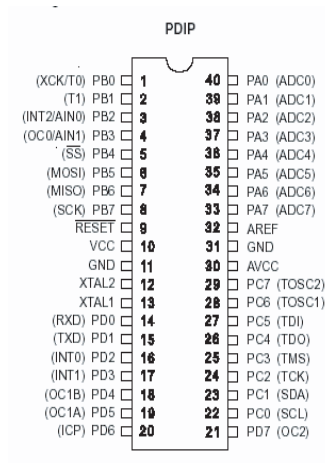 PDIP
(XCK/T0) PB0 1 40 PA0 (ADC0)
(T1) PB1 2 39 PA1 (ADC1)
(INT2/AIN0) PB2 3 38 PA2 (ADC2)
(OC0/AIN1) PB3 4 37 PA3 (ADC3)
(SS) PB4 5 36 PA4 (ADC4)
(MOSI) PB5 6 35 PA5 (ADC5)
(MISO) PB6 7 34 PA6 (ADC6)
(SCK) PB7 8 33 PA7 (ADC7)
RESET 9 32 AREF
VCC 10 31 GND
GND 11 30 AVCC
XTAL2 12 29 PC7 (TOSC2)
XTAL1 13 28 PC6 (TOSC1)
(RXD) PD0 14 27 PC5 (TDI)
(TXD) PD1 15 26 PC4 (TDO)
(INT0) PD2 16 25 PC3 (TMS)
(INT1) PD3 17 24 PC2 (TCK)
(OC1B) PD4 18 23 PC1 (SDA)
(OC1A) PD5 19 22 PC0 (SCL)
(ICP) PD6 20 21 PD7 (OC2)